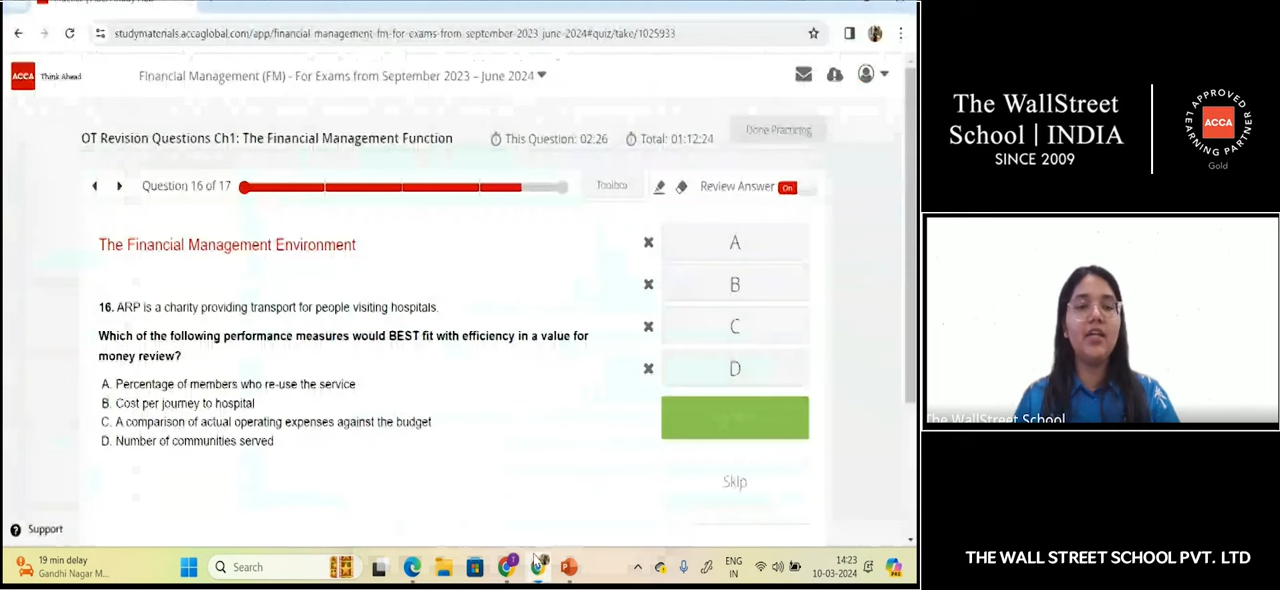 studymaterials.accaglobal.com/app/financial-management-fm-for-exams-from-september-2023-june-2024#quiz/take/1025933
ACCA Think Ahead
Financial Management (FM) - For Exams from September 2023 – June 2024
OT Revision Questions Ch1: The Financial Management Function
This Question: 02:26
Total: 01:12:24
Done Practicing
Question 16 of 17
Toolbox
Review Answer On
The Financial Management Environment
16. ARP is a charity providing transport for people visiting hospitals.
Which of the following performance measures would BEST fit with efficiency in a value for
money review?
A. Percentage of members who re-use the service
B. Cost per journey to hospital
C. A comparison of actual operating expenses against the budget
D. Number of communities served
A
B
C
D
Skip
Support
19 min delay
Gandhi Nagar M...
Search
ENG
IN
14:23
10-03-2024
The WallStreet
School | INDIA
SINCE 2009
APPROVED
ACCA
LEARNING PARTNER
Gold
The WallStreet School
THE WALL STREET SCHOOL PVT. LTD